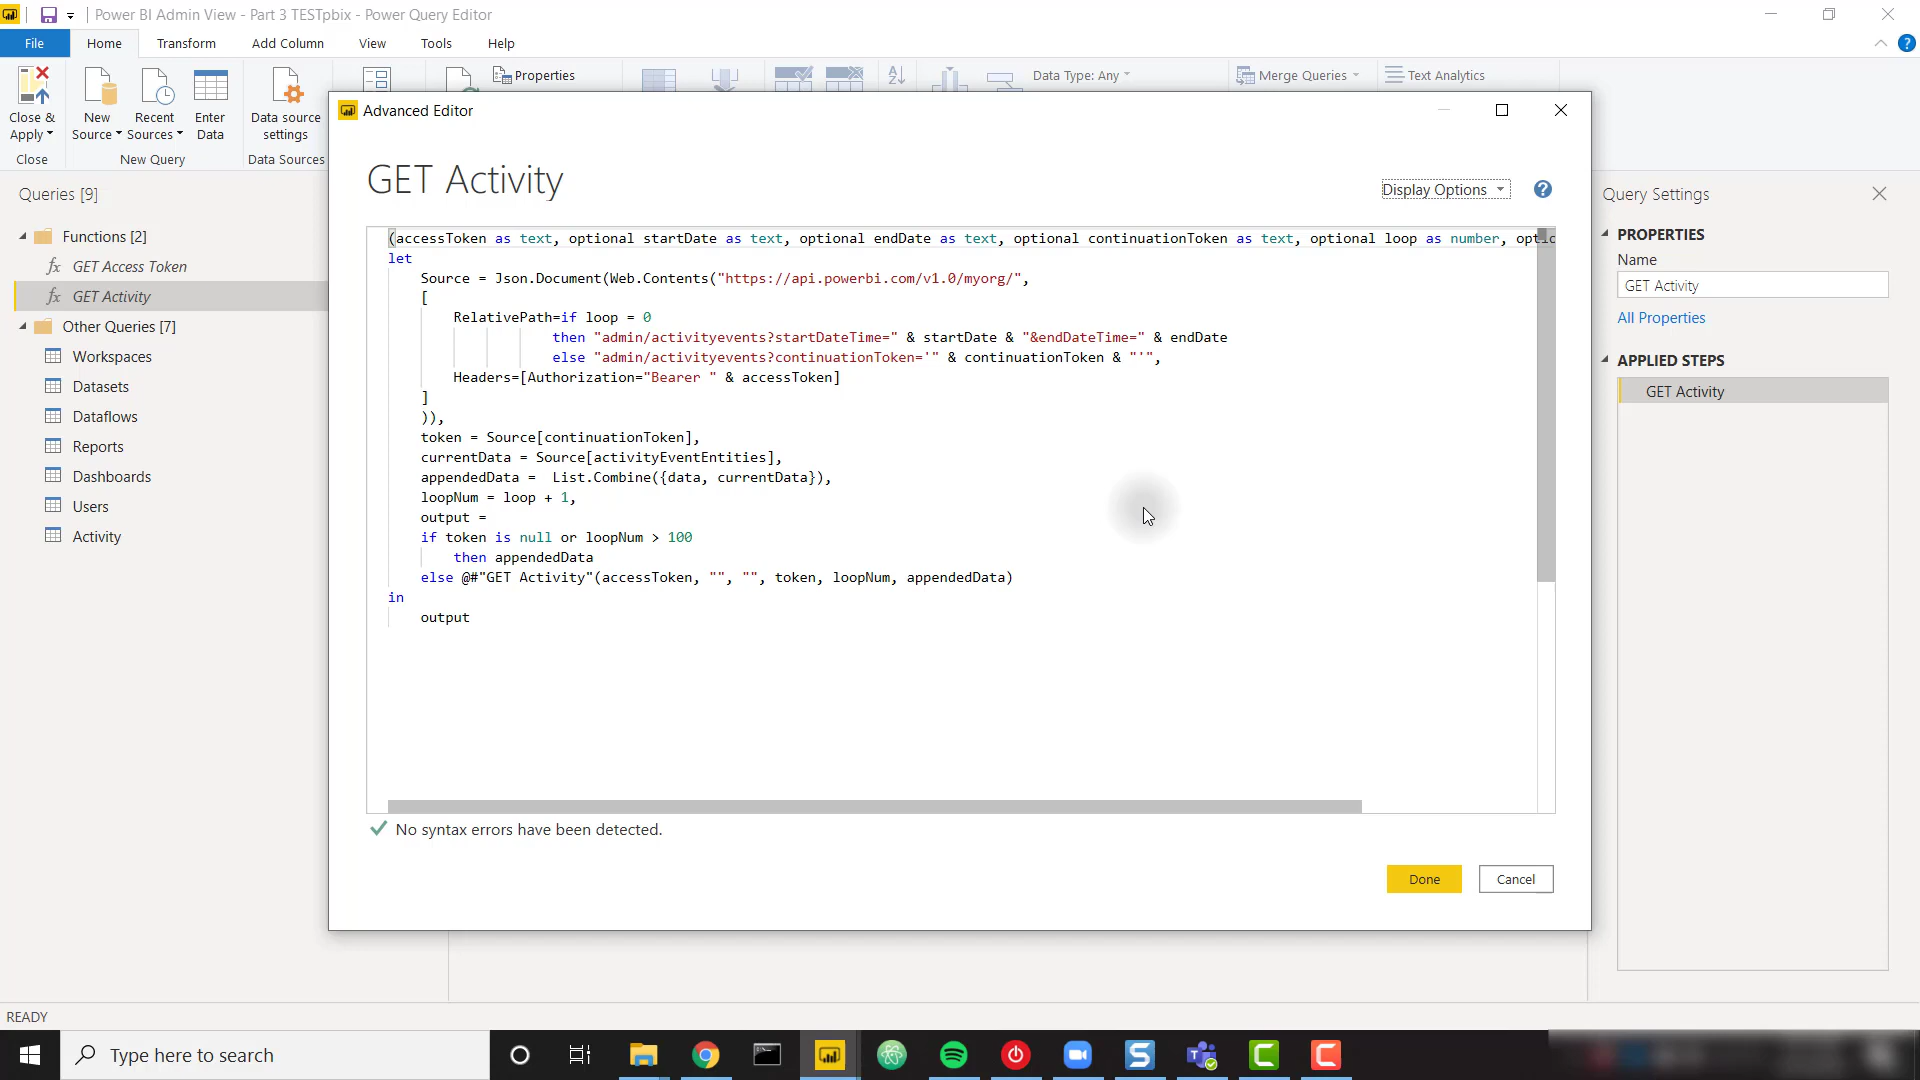 Power BI Admin View - Part 3 TESTpbix - Power Query Editor
File Home Transform Add Column View Tools Help
Close & Apply
New Source
Recent Sources
Enter Data
Data source settings
Properties
Data Type: Any
Merge Queries
Text Analytics
Close
New Query
Data Sources
Queries [9]
Functions [2]
GET Access Token
GET Activity
Other Queries [7]
Workspaces
Datasets
Dataflows
Reports
Dashboards
Users
Activity
Advanced Editor
GET Activity
Display Options
(accessToken as text, optional startDate as text, optional endDate as text, optional continuationToken as text, optional loop as number, optio
let
Source = Json.Document(Web.Contents("https://api.powerbi.com/v1.0/myorg/",
[
RelativePath=if loop = 0
then "admin/activityevents?startDateTime=" & startDate & "&endDateTime=" & endDate
else "admin/activityevents?continuationToken='" & continuationToken & "'",
Headers=[Authorization="Bearer " & accessToken]
]
)),
token = Source[continuationToken],
currentData = Source[activityEventEntities],
appendedData =  List.Combine({data, currentData}),
loopNum = loop + 1,
output =
if token is null or loopNum > 100
then appendedData
else @#"GET Activity"(accessToken, "", "", token, loopNum, appendedData)
in
output
No syntax errors have been detected.
Done
Cancel
Query Settings
PROPERTIES
Name
GET Activity
All Properties
APPLIED STEPS
GET Activity
READY
Type here to search